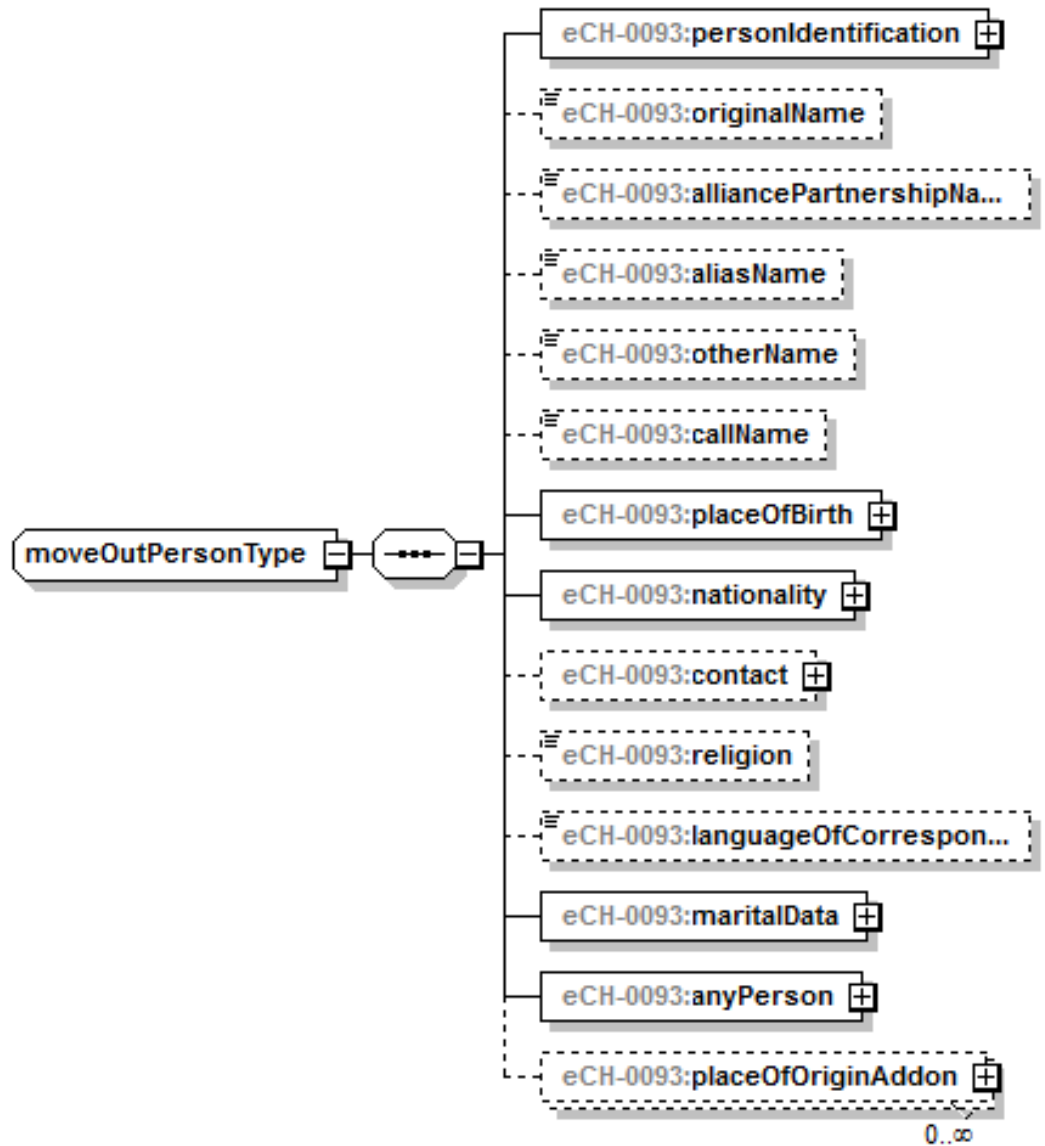 eCH-0093:personIdentification
eCH-0093:originalName
eCH-0093:alliancePartnershipNa...
eCH-0093:aliasName
eCH-0093:otherName
eCH-0093:callName
eCH-0093:placeOfBirth
moveOutPersonType
eCH-0093:nationality
eCH-0093:contact
eCH-0093:religion
eCH-0093:languageOfCorrespon...
eCH-0093:maritalData
eCH-0093:anyPerson
eCH-0093:placeOfOriginAddon
0..∞